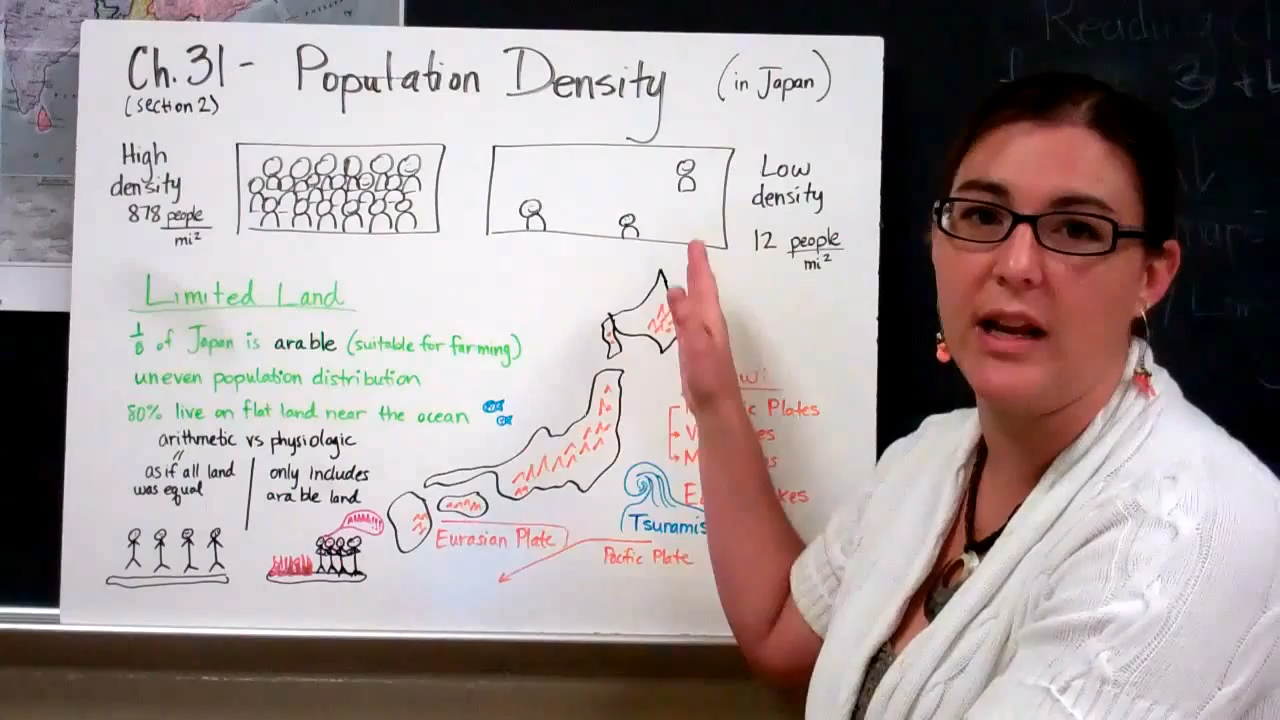 Ch. 31 - Population Density (in Japan)
(section 2)
High
density
878 people
mi²
Low
density
12 people
mi²
Limited Land
1/8 of Japan is arable (suitable for farming)
uneven population distribution
80% live on flat land near the ocean
arithmetic vs physiologic
"
as if all land
was equal
only includes
arable land
Eurasian Plate
Pacific Plate
Plates
Tsunamis
Reading
3